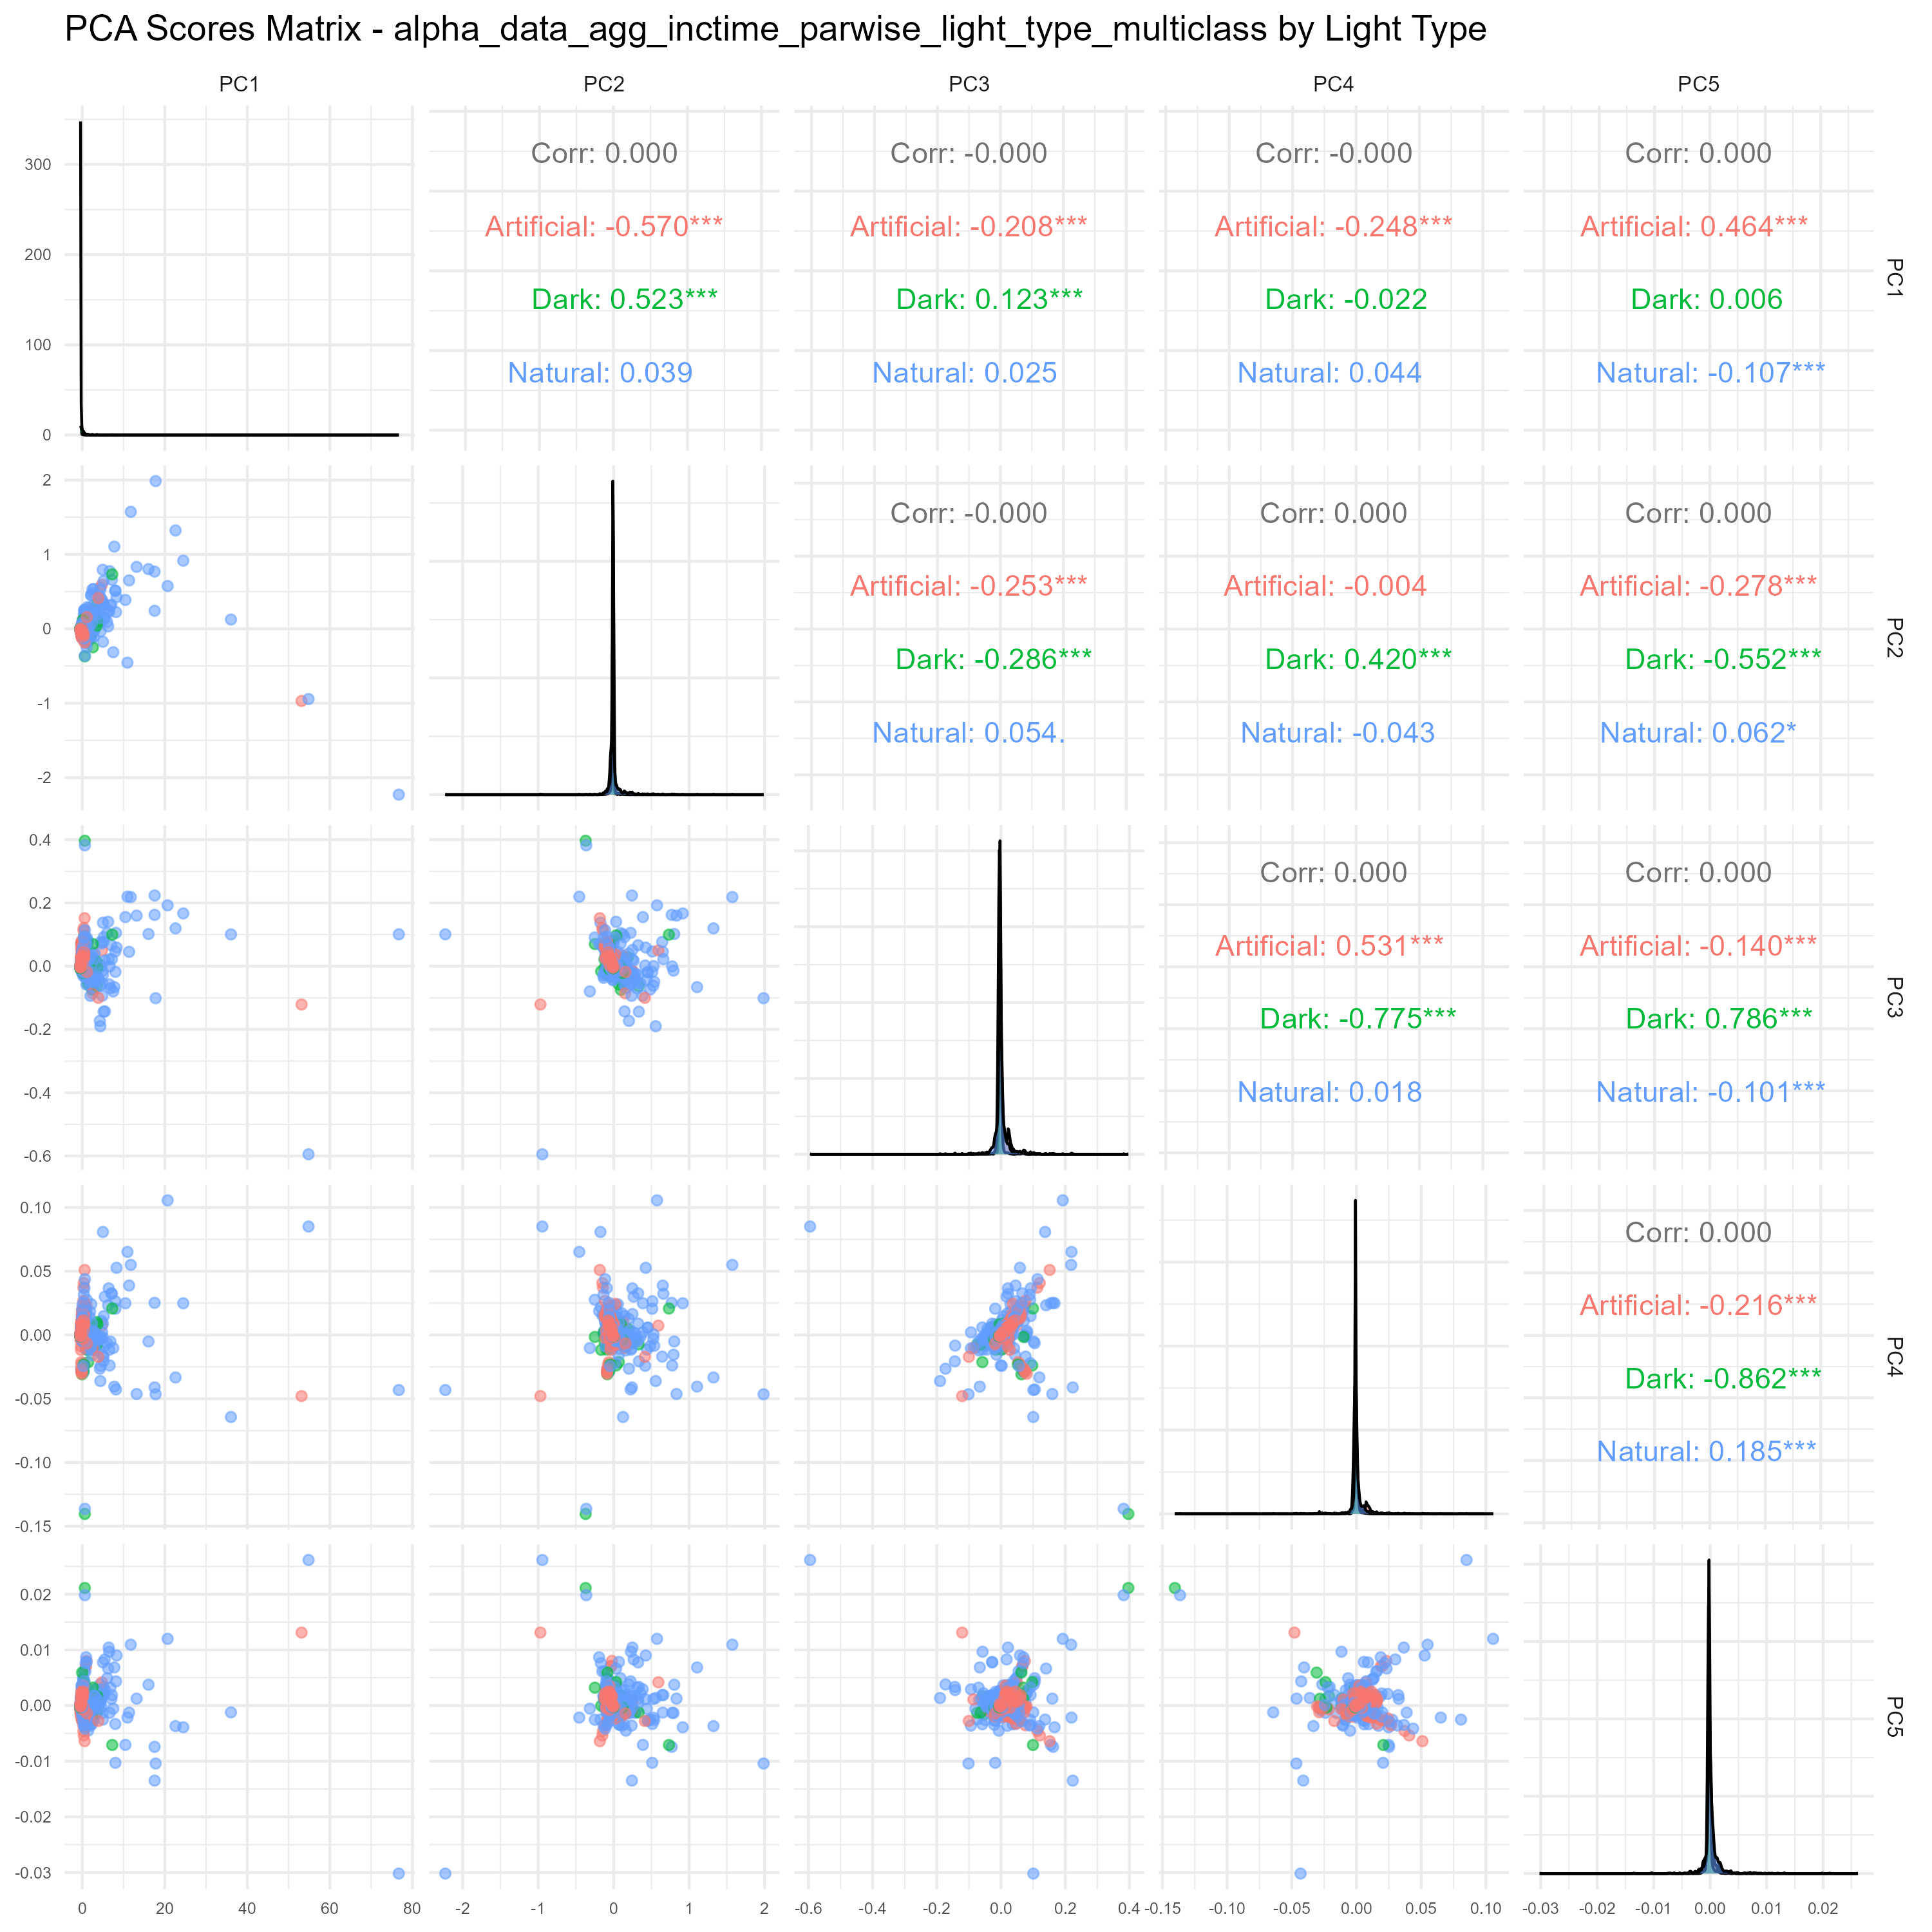 PCA Scores Matrix - alpha_data_agg_inctime_parwise_light_type_multiclass by Light Type
PC1 PC2 PC3 PC4 PC5
300
200
100
0
Corr: 0.000 Corr: -0.000 Corr: -0.000 Corr: 0.000
Artificial: -0.570*** Artificial: -0.208*** Artificial: -0.248*** Artificial: 0.464***
Dark: 0.523*** Dark: 0.123*** Dark: -0.022 Dark: 0.006
Natural: 0.039 Natural: 0.025 Natural: 0.044 Natural: -0.107***
PC1
2
1
0
-1
-2
Corr: -0.000 Corr: 0.000 Corr: 0.000
Artificial: -0.253*** Artificial: -0.004 Artificial: -0.278***
Dark: -0.286*** Dark: 0.420*** Dark: -0.552***
Natural: 0.054. Natural: -0.043 Natural: 0.062*
PC2
0.4
0.2
0.0
-0.2
-0.4
-0.6
Corr: 0.000 Corr: 0.000
Artificial: 0.531*** Artificial: -0.140***
Dark: -0.775*** Dark: 0.786***
Natural: 0.018 Natural: -0.101***
PC3
0.10
0.05
0.00
-0.05
-0.10
-0.15
Corr: 0.000
Artificial: -0.216***
Dark: -0.862***
Natural: 0.185***
PC4
0.02
0.01
0.00
-0.01
-0.02
-0.03
PC5
0 20 40 60 80 -2 -1 0 1 2 -0.6 -0.4 -0.2 0.0 0.2 0.4 -0.15 -0.10 -0.05 0.00 0.05 0.10 -0.03 -0.02 -0.01 0.00 0.01 0.02